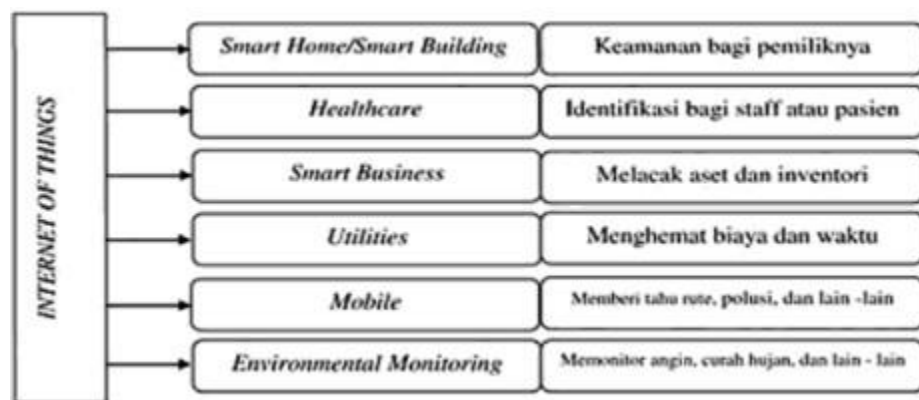 INTERNET OF THINGS
Smart Home/Smart Building
Keamanan bagi pemiliknya
Healthcare
Identifikasi bagi staff atau pasien
Smart Business
Melacak aset dan inventori
Utilities
Menghemat biaya dan waktu
Mobile
Memberi tahu rute, polusi, dan lain -lain
Environmental Monitoring
Memonitor angin, curah hujan, dan lain - lain